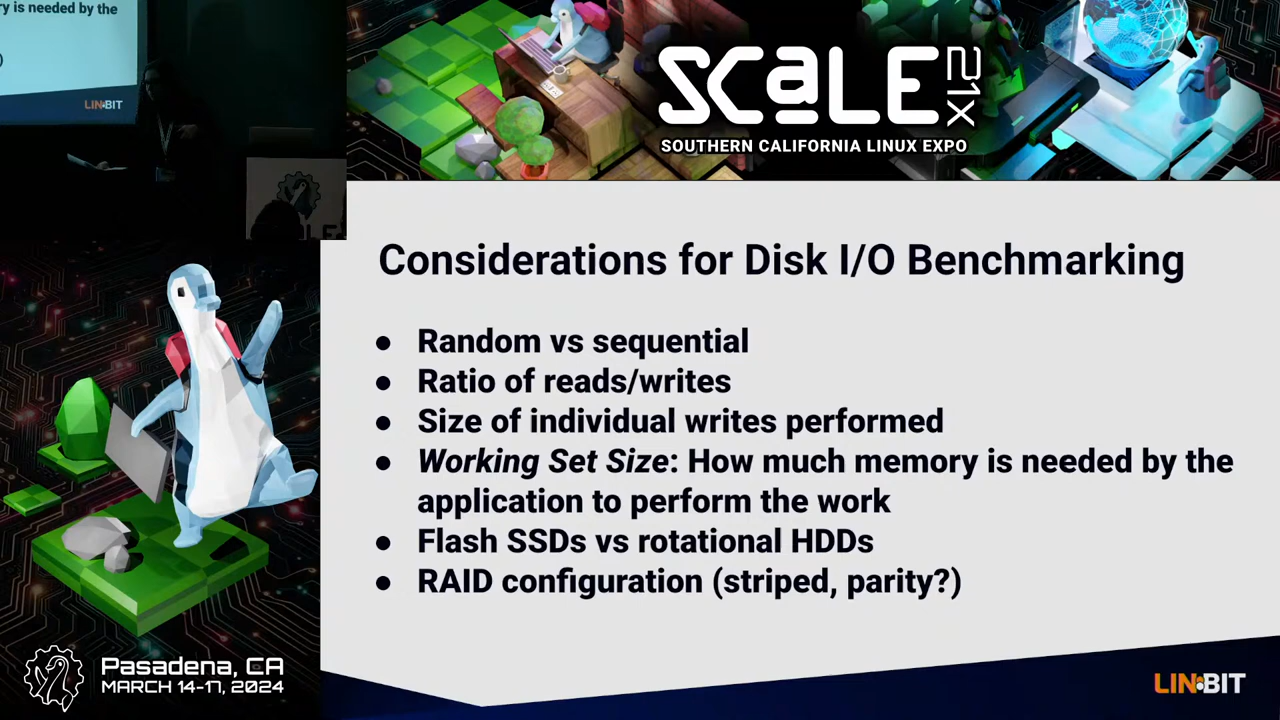 ry is needed by the
)
LINBIT
SCaLE 21x
SOUTHERN CALIFORNIA LINUX EXPO
Considerations for Disk I/O Benchmarking
● Random vs sequential
● Ratio of reads/writes
● Size of individual writes performed
● Working Set Size: How much memory is needed by the
application to perform the work
● Flash SSDs vs rotational HDDs
● RAID configuration (striped, parity?)
Pasadena, CA
MARCH 14-17, 2024
LINBIT